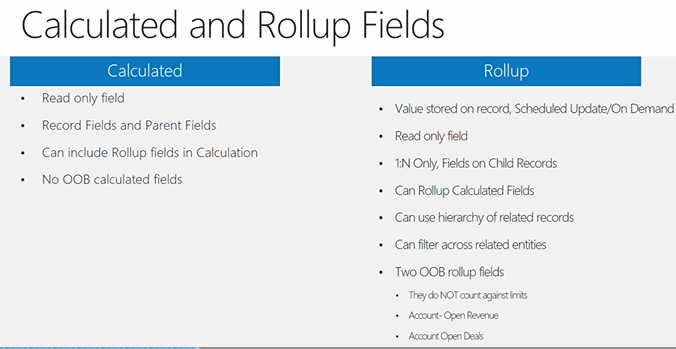 Calculated and Rollup Fields
Calculated
• Read only field
• Record Fields and Parent Fields
• Can include Rollup fields in Calculation
• No OOB calculated fields
Rollup
• Value stored on record, Scheduled Update/On Demand
• Read only field
• 1:N Only, Fields on Child Records
• Can Rollup Calculated Fields
• Can use hierarchy of related records
• Can filter across related entities
• Two OOB rollup fields
• They do NOT count against limits
• Account- Open Revenue
• Account Open Deals